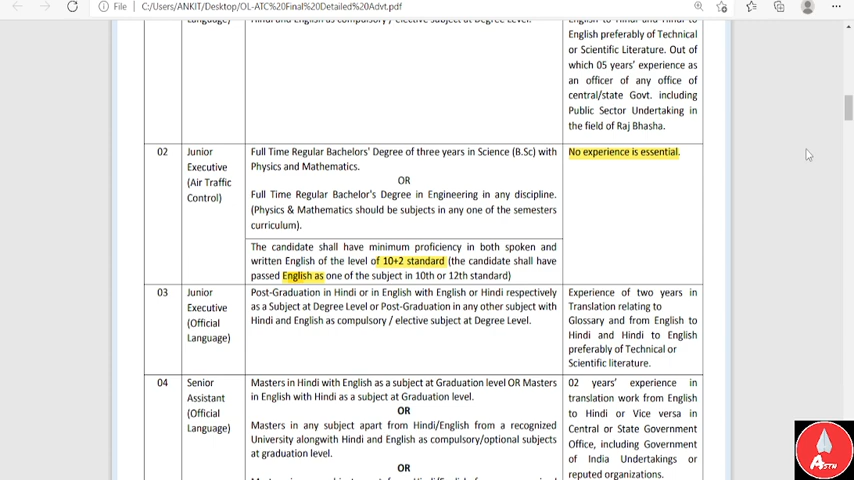 File
C:/Users/ANKIT/Desktop/OL-ATC%20Final%20Detailed%20Advt.pdf
Language)
Hindi and English as compulsory / elective subject at Degree Level.
English to Hindi and Hindi to
English preferably of Technical
or Scientific Literature. Out of
which 05 years' experience as
an officer of any office of
central/state Govt. including
Public Sector Undertaking in
the field of Raj Bhasha.
02
Junior
Executive
(Air Traffic
Control)
Full Time Regular Bachelors' Degree of three years in Science (B.Sc) with
Physics and Mathematics.
OR
Full Time Regular Bachelor's Degree in Engineering in any discipline.
(Physics & Mathematics should be subjects in any one of the semesters
curriculum).
The candidate shall have minimum proficiency in both spoken and
written English of the level of 10+2 standard (the candidate shall have
passed English as one of the subject in 10th or 12th standard)
No experience is essential.
03
Junior
Executive
(Official
Language)
Post-Graduation in Hindi or in English with English or Hindi respectively
as a Subject at Degree Level or Post-Graduation in any other subject with
Hindi and English as compulsory / elective subject at Degree Level.
Experience of two years in
Translation relating to
Glossary and from English to
Hindi and Hindi to English
preferably of Technical or
Scientific literature.
04
Senior
Assistant
(Official
Language)
Masters in Hindi with English as a subject at Graduation level OR Masters
in English with Hindi as a subject at Graduation level.
OR
Masters in any subject apart from Hindi/English from a recognized
University alongwith Hindi and English as compulsory/optional subjects
at graduation level.
OR
02 years' experience in
translation work from English
to Hindi or Vice versa in
Central or State Government
Office, including Government
of India Undertakings or
reputed organizations.
ASTN